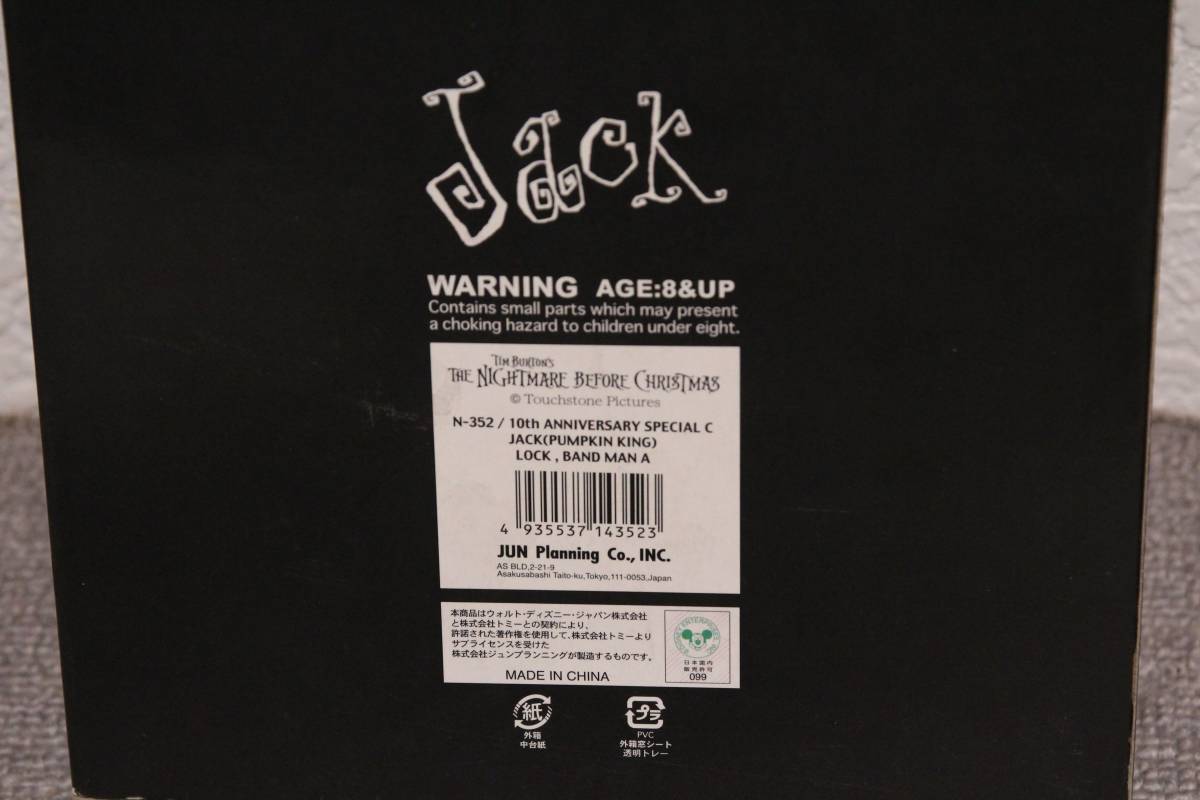 Jack
WARNING AGE:8&UP
Contains small parts which may present
a choking hazard to children under eight.
TIM BURTON'S
THE NIGHTMARE BEFORE CHRISTMAS
© Touchstone Pictures
N-352 / 10th ANNIVERSARY SPECIAL C
JACK(PUMPKIN KING)
LOCK , BAND MAN A
4 935537 143523
JUN Planning Co., INC.
AS BLD,2-21-9
Asakusabashi Taito-ku,Tokyo,111-0053,Japan
本商品はウォルト・ディズニー・ジャパン株式会社
と株式会社トミーとの契約により、
許諾された著作権を使用して、株式会社トミーより
サブライセンスを受けた
株式会社ジュンプランニングが製造するものです。
MADE IN CHINA
日本国内
販売許可
099
紙
外箱
中台紙
プラ
PVC
外箱窓シート
透明トレー